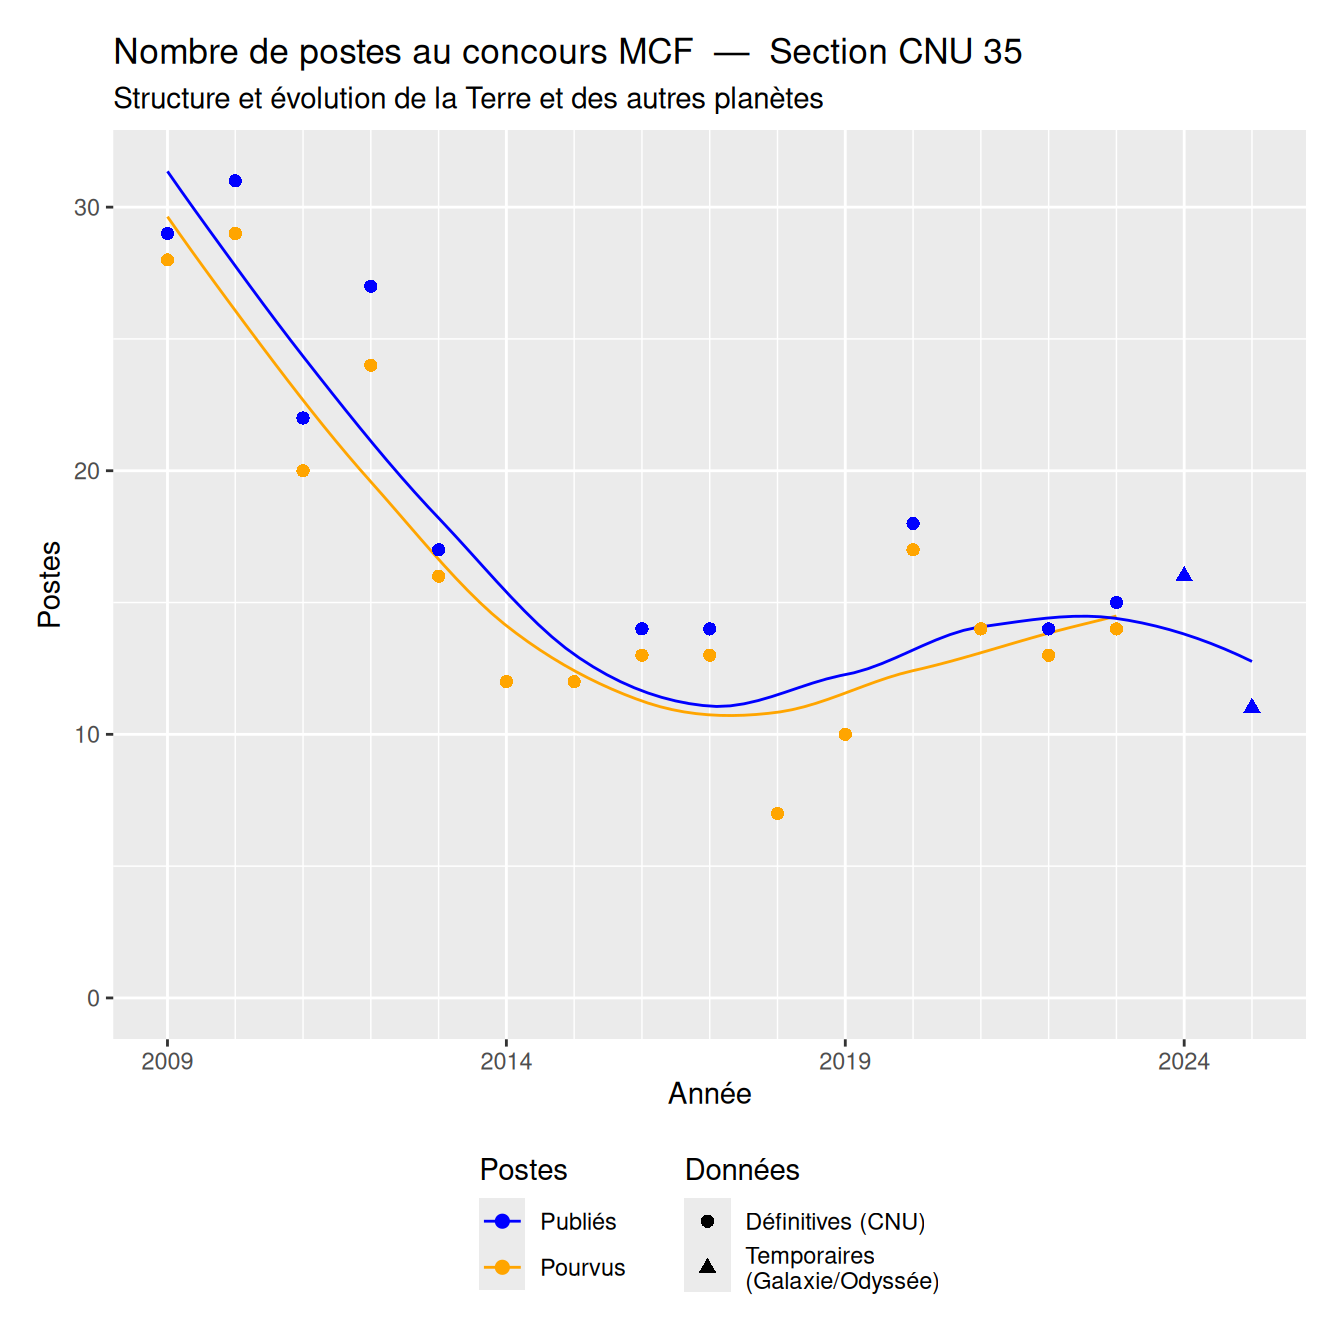 Nombre de postes au concours MCF — Section CNU 35
Structure et évolution de la Terre et des autres planètes
Postes
30
20
10
0
2009 2014 2019 2024
Année
Postes
Publiés
Pourvus
Données
Définitives (CNU)
Temporaires
(Galaxie/Odyssée)